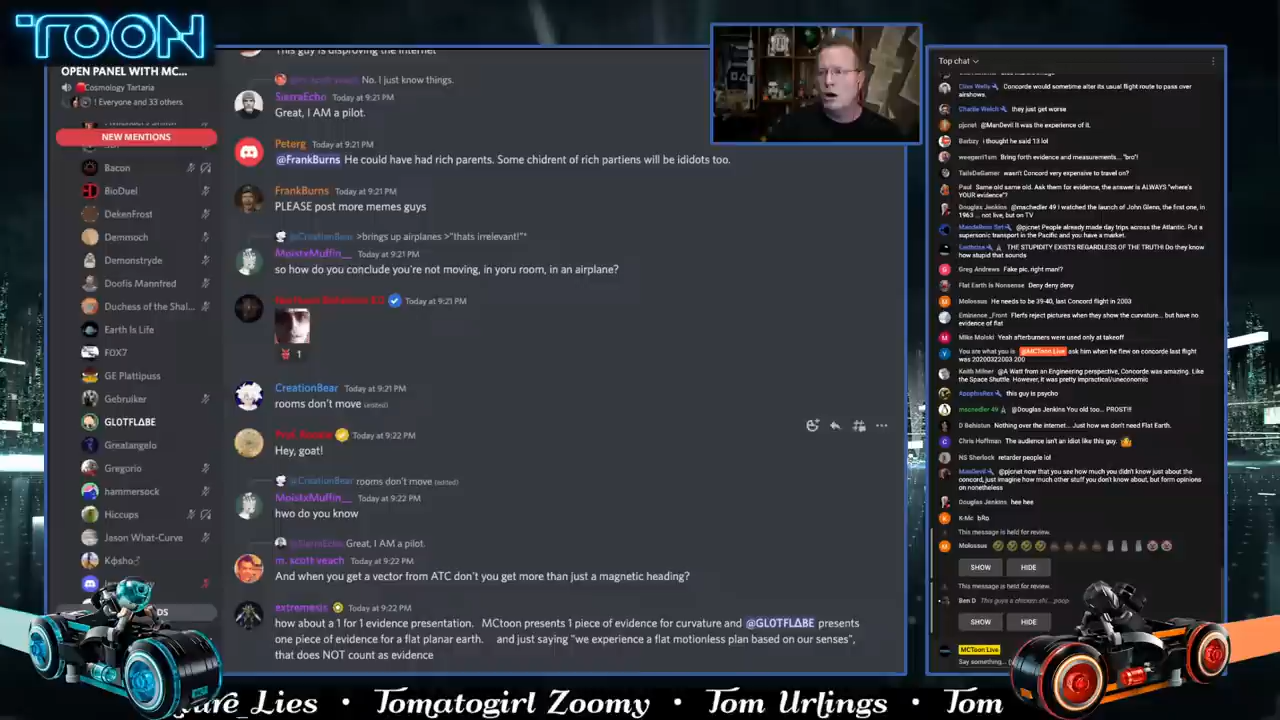 TOON
OPEN PANEL WITH MC...
Cosmology Tartaria
! Everyone and 33 others
NEW MENTIONS
Bacon
BioDuel
DekenFrost
Demmoch
Demonstryde
Doofis Mannfred
Duchess of the Shal...
Earth Is Life
FOX7
GE Plattipuss
Gebruiker
GLOTFLΔBE
Greatangelo
Gregorio
hammersock
Hiccups
Jason What-Curve
This guy is disproving the internet
No. I just know things.
SierraEcho Today at 9:21 PM
Great, I AM a pilot.
Peterg Today at 9:21 PM
@FrankBurns He could have had rich parents. Some chidrent of rich partiens will be ididots too.
FrankBurns Today at 9:21 PM
PLEASE post more memes guys
@CreationBear >brings up airplanes >"thats irrelevant!"*
MoistxMuffin__ Today at 9:21 PM
so how do you conclude you're not moving, in yoru room, in an airplane?
Today at 9:21 PM
1
CreationBear Today at 9:21 PM
rooms don't move (edited)
Today at 9:22 PM
Hey, goat!
@CreationBear rooms don't move (edited)
MoistxMuffin__ Today at 9:22 PM
hwo do you know
@SierraEcho Great, I AM a pilot.
m. scott veach Today at 9:22 PM
And when you get a vector from ATC don't you get more than just a magnetic heading?
extremesis Today at 9:22 PM
how about a 1 for 1 evidence presentation. MCtoon presents 1 piece of evidence for curvature and @GLOTFLΔBE presents
one piece of evidence for a flat planar earth. and just saying "we experience a flat motionless plan based on our senses",
that does NOT count as evidence
Top chat
Concorde would sometime alter its usual flight route to pass over
airshows.
Charlie Welch they just get worse
pjcnet @ManDevil It was the experience of it.
Barbzy i thought he said 13 lol
weegerri1sm Bring forth evidence and measurements... "bro"!
TaileDeGamer wasn't Concord very expensive to travel on?
Paul Same old same old. Ask them for evidence, the answer is ALWAYS "where's
YOUR evidence"?
Douglas Jenkins @mschedler 49 I watched the launch of John Glenn, the first one, in
1963 ... not live, but on TV
@pjcnet People already made day trips across the Atlantic. Put a
supersonic transport in the Pacific and you have a market.
THE STUPIDITY EXISTS REGARDLESS OF THE TRUTH! Do they know
how stupid that sounds
Greg Andrews Fake pic, right man!?
Flat Earth is Nonsense Deny deny deny
Molossus He needs to be 39-40, last Concord flight in 2003
Eminence _Front Flerfs reject pictures when they show the curvature... but have no
evidence of flat
Mike Moloki Yeah afterburners were used only at takeoff
You are what you is @MCToon Live ask him when he flew on concorde last flight
was 20200322003 200
Keith Milner @A Watt from an Engineering perspective, Concorde was amazing. Like
the Space Shuttle. However, it was pretty impractical/uneconomic
ApophisRex this guy is psycho
@Douglas Jenkins You old too... PROST!!!
D Behizlun Nothing over the internet... Just how we don't need Flat Earth.
Chris Hoffman The audience isn't an idiot like this guy.
NS Sherlock retarder people lol
ManDevil @pjcnet now that you see how much you didn't know just about the
concord, just imagine how much other stuff you don't know about, but form opinions
on nonetheless
Douglas Jenkins hee hee
K-Mc bRo
This message is held for review.
Molossus
SHOW HIDE
This message is held for review.
Ben D This guys a chicken shi...poop
SHOW HIDE
MCToon Live
Say something...
Lies • Tomatogirl Zoomy • Tom Urlings • Tom